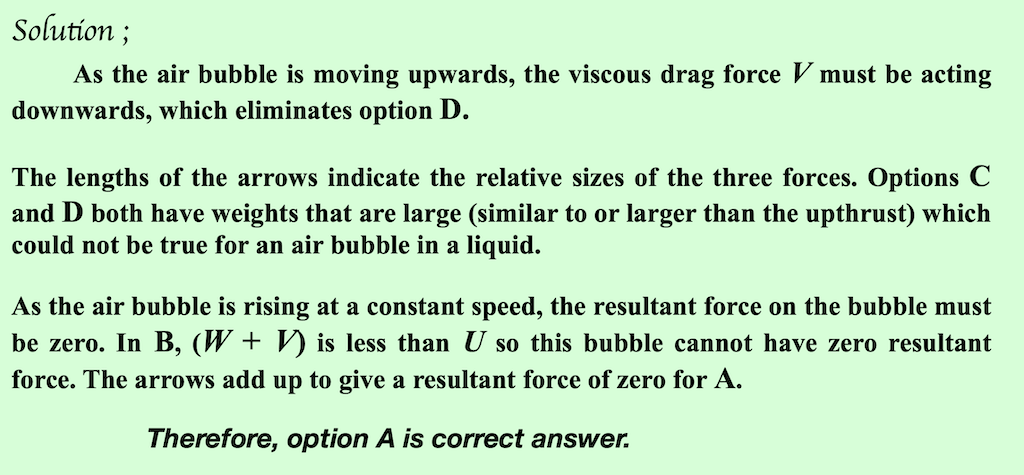 Solution ;
As the air bubble is moving upwards, the viscous drag force V must be acting
downwards, which eliminates option D.
The lengths of the arrows indicate the relative sizes of the three forces. Options C
and D both have weights that are large (similar to or larger than the upthrust) which
could not be true for an air bubble in a liquid.
As the air bubble is rising at a constant speed, the resultant force on the bubble must
be zero. In B, (W + V) is less than U so this bubble cannot have zero resultant
force. The arrows add up to give a resultant force of zero for A.
Therefore, option A is correct answer.